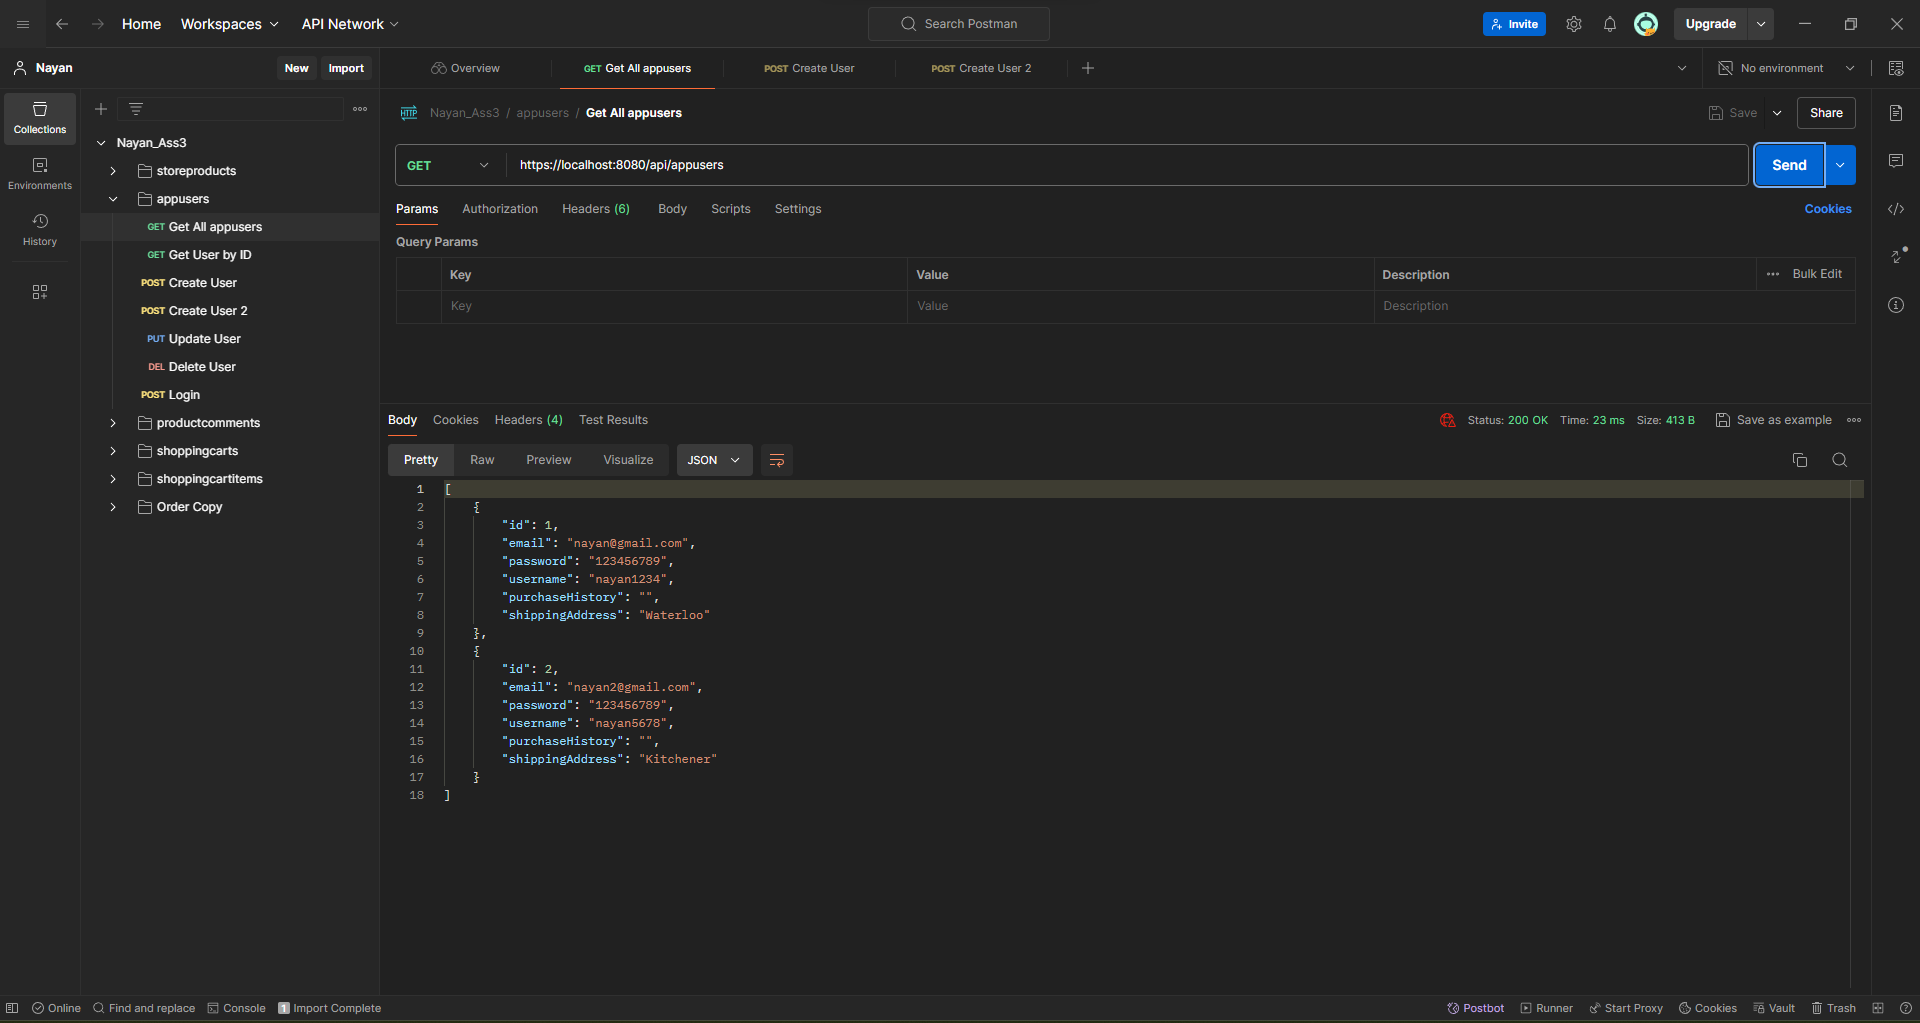 Home Workspaces API Network Search Postman Invite Upgrade
Nayan New Import Overview GET Get All appusers POST Create User POST Create User 2 No environment
Collections
Environments
History
Nayan_Ass3
storeproducts
appusers
GET Get All appusers
GET Get User by ID
POST Create User
POST Create User 2
PUT Update User
DEL Delete User
POST Login
productcomments
shoppingcarts
shoppingcartitems
Order Copy
HTTP Nayan_Ass3 / appusers / Get All appusers Save Share
GET https://localhost:8080/api/appusers Send
Params Authorization Headers (6) Body Scripts Settings Cookies
Query Params
Key Value Description Bulk Edit
Key Value Description
Body Cookies Headers (4) Test Results Status: 200 OK Time: 23 ms Size: 413 B Save as example
Pretty Raw Preview Visualize JSON
1 [
2 {
3 "id": 1,
4 "email": "nayan@gmail.com",
5 "password": "123456789",
6 "username": "nayan1234",
7 "purchaseHistory": "",
8 "shippingAddress": "Waterloo"
9 },
10 {
11 "id": 2,
12 "email": "nayan2@gmail.com",
13 "password": "123456789",
14 "username": "nayan5678",
15 "purchaseHistory": "",
16 "shippingAddress": "Kitchener"
17 }
18 ]
Online Find and replace Console 1 Import Complete Postbot Runner Start Proxy Cookies Vault Trash